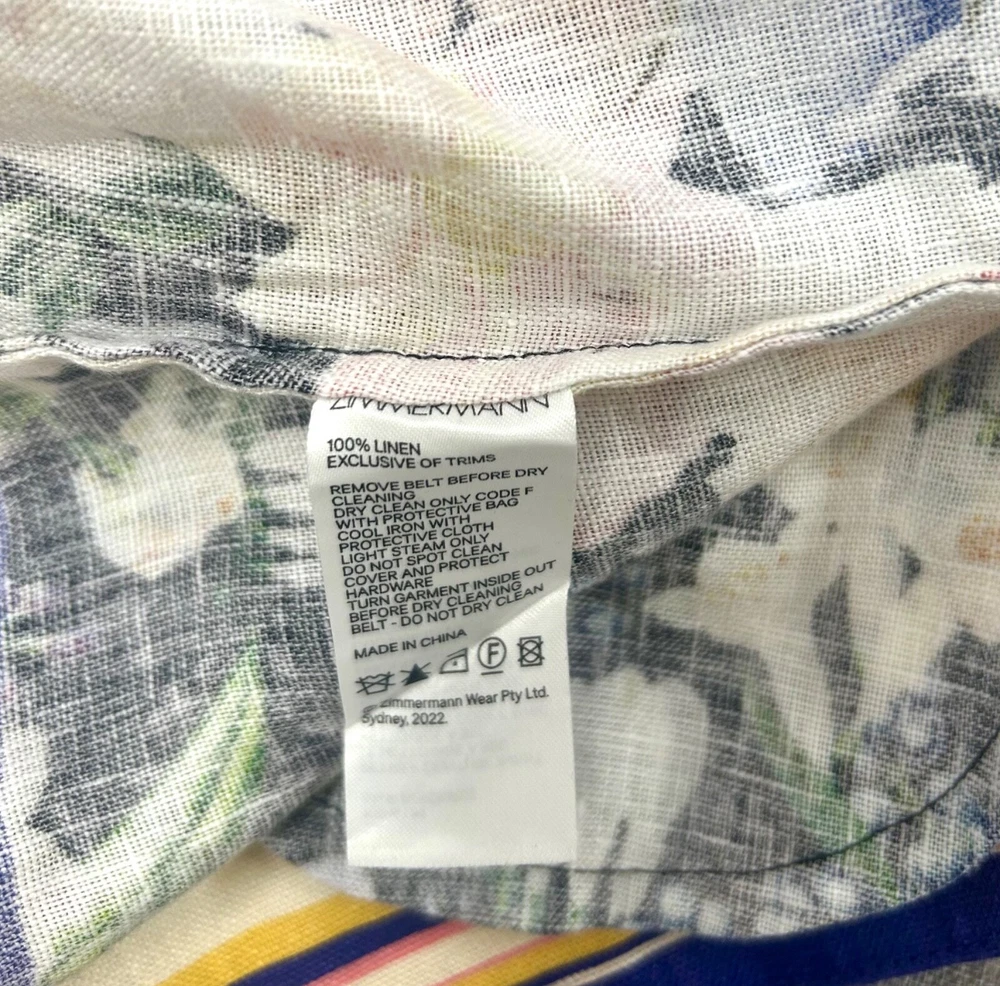 ZIMMERMANN
100% LINEN
EXCLUSIVE OF TRIMS
REMOVE BELT BEFORE DRY
CLEANING
DRY CLEAN ONLY CODE F
WITH PROTECTIVE BAG
COOL IRON WITH
PROTECTIVE CLOTH
LIGHT STEAM ONLY
DO NOT SPOT CLEAN
COVER AND PROTECT
HARDWARE
TURN GARMENT INSIDE OUT
BEFORE DRY CLEANING
BELT - DO NOT DRY CLEAN
MADE IN CHINA
F
Zimmermann Wear Pty Ltd.
Sydney, 2022.